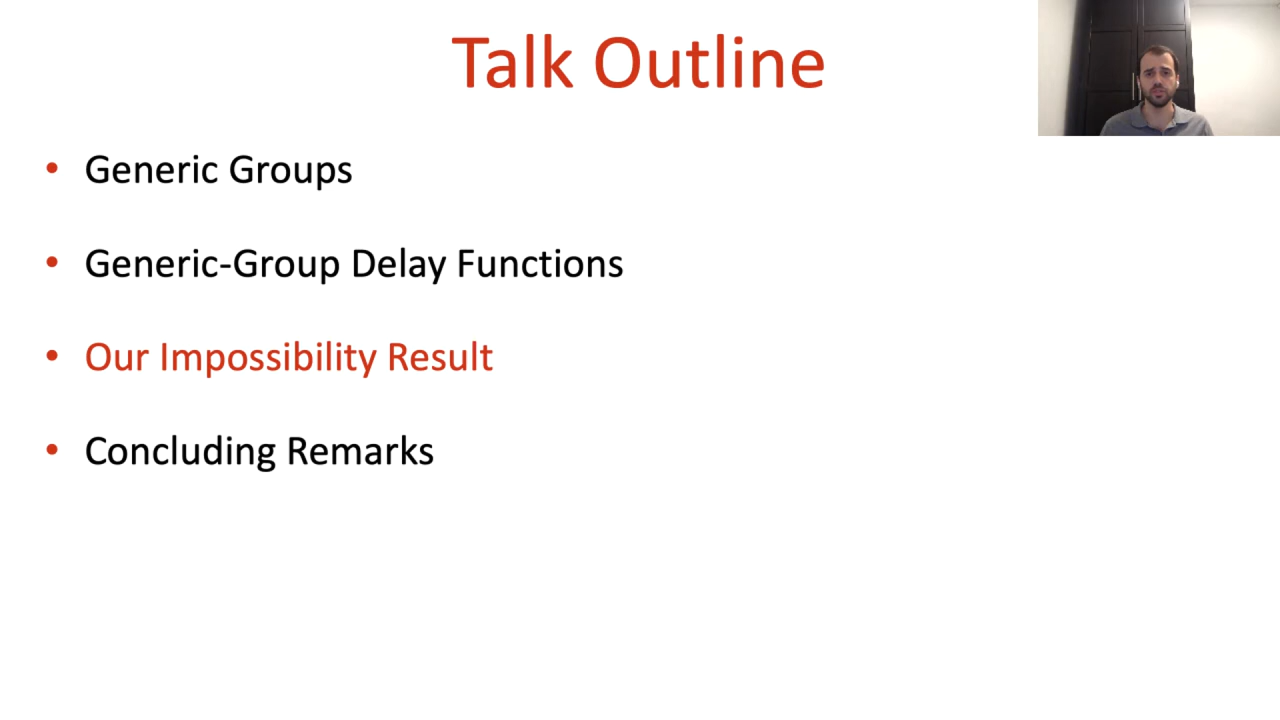 Talk Outline
• Generic Groups
• Generic-Group Delay Functions
• Our Impossibility Result
• Concluding Remarks